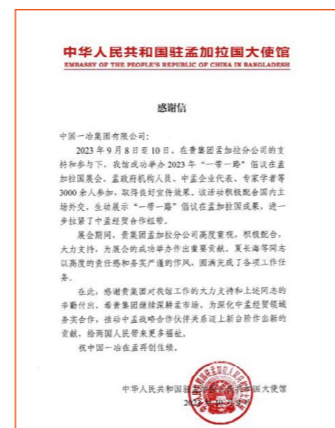 中华人民共和国驻孟加拉国大使馆
EMBASSY OF THE PEOPLE'S REPUBLIC OF CHINA IN BANGLADESH
感谢信
中国一冶集团有限公司：
2023年9月8日至10日，在贵集团孟加拉分公司的支
持和参与下，我馆成功举办2023年“一带一路”倡议在孟
加拉国展会，孟政府机构人员、中孟企业代表、专家学者等
3000余人参加，取得良好宣传效果。该活动积极配合国内主
场外交，生动展示“一带一路”倡议在孟加拉国成果，进一
步拉紧了中孟经贸合作纽带。
展会期间，贵集团孟加拉分公司高度重视，积极配合，
大力支持，为展会的成功举办作出重要贡献。夏长海等同志
以高度的责任感和务实严谨的作风，圆满完成了各项工作任
务。
在此，感谢贵集团对我馆工作的大力支持和上述同志的
辛勤付出。希贵集团继续深耕孟市场，为深化中孟经贸领域
务实合作，推动中孟战略合作伙伴关系迈上新台阶作出新的
贡献，给两国人民带来更多福祉。
祝中国一冶在孟再创佳绩。
中华人民共和国驻孟加拉国大使馆